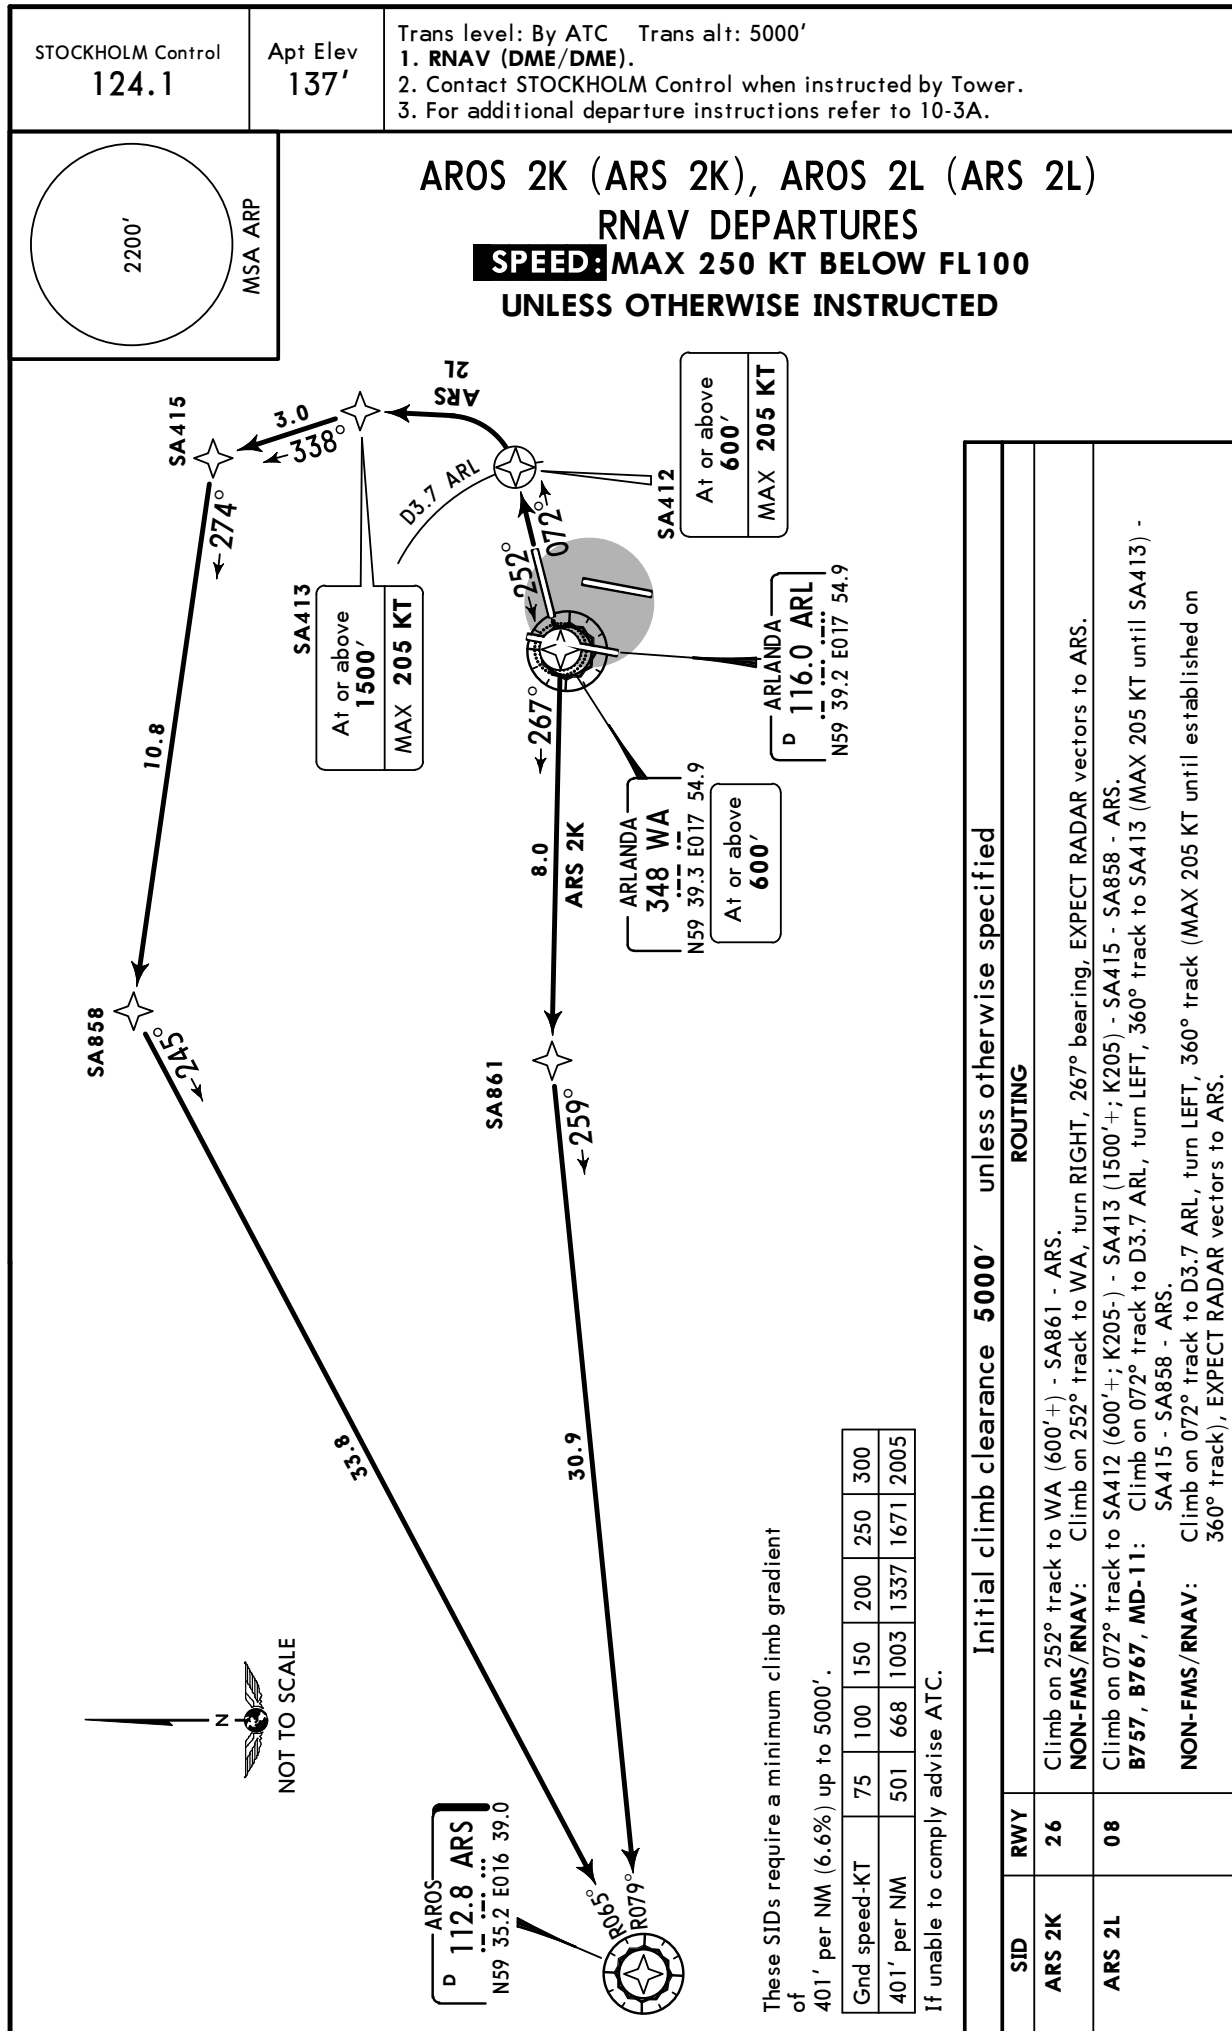 STOCKHOLM Control
124.1
Apt Elev
137'
Trans level: By ATC Trans alt: 5000'
1. RNAV (DME/DME).
2. Contact STOCKHOLM Control when instructed by Tower.
3. For additional departure instructions refer to 10-3A.
2200'
MSA ARP
AROS 2K (ARS 2K), AROS 2L (ARS 2L)
RNAV DEPARTURES
SPEED: MAX 250 KT BELOW FL100
UNLESS OTHERWISE INSTRUCTED
SA415
3.0
338°
ARS
2L
D3.7 ARL
SA412
At or above
600'
MAX 205 KT
274°
SA413
At or above
1500'
MAX 205 KT
252°
072°
D
ARLANDA
116.0 ARL
N59 39.2 E017 54.9
10.8
267°
8.0
ARS 2K
ARLANDA
348 WA
N59 39.3 E017 54.9
At or above
600'
SA858
245°
SA861
259°
33.8
30.9
N
NOT TO SCALE
D
AROS
112.8 ARS
N59 35.2 E016 39.0
R065°
R079°
These SIDs require a minimum climb gradient
of
401' per NM (6.6%) up to 5000'.
Gnd speed-KT 75 100 150 200 250 300
401' per NM 501 668 1003 1337 1671 2005
If unable to comply advise ATC.
Initial climb clearance 5000' unless otherwise specified
SID RWY ROUTING
ARS 2K 26 Climb on 252° track to WA (600'+) - SA861 - ARS.
NON-FMS/RNAV: Climb on 252° track to WA, turn RIGHT, 267° bearing, EXPECT RADAR vectors to ARS.
ARS 2L 08 Climb on 072° track to SA412 (600'+; K205-) - SA413 (1500'+; K205) - SA415 - SA858 - ARS.
B757, B767, MD-11: Climb on 072° track to D3.7 ARL, turn LEFT, 360° track to SA413 (MAX 205 KT until SA413) -
SA415 - SA858 - ARS.
NON-FMS/RNAV: Climb on 072° track to D3.7 ARL, turn LEFT, 360° track (MAX 205 KT until established on
360° track), EXPECT RADAR vectors to ARS.